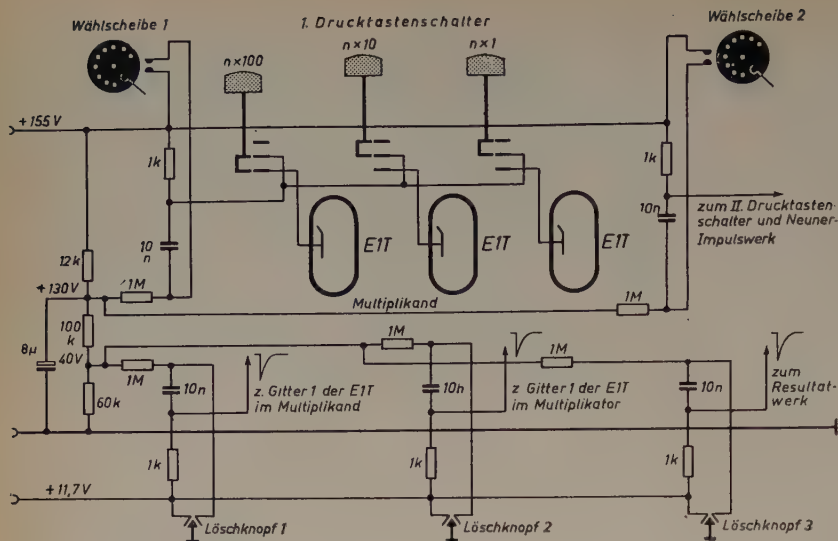 Wählscheibe 1
1. Drucktastenschalter
Wählscheibe 2
n×100
n×10
n×1
+155V
1k
1k
10n
zum II. Drucktasten-
schalter und Neuner-
Impulswerk
10
n
E1T
E1T
E1T
12k
+130V
1M
Multiplikand
1M
100
k
8µ
40V
1M
1M
1M
10n
z. Gitter 1 der E1T
im Multiplikand
10n
z Gitter 1 der E1T
im Multiplikator
10n
zum
Resultat-
werk
60k
1k
1k
1k
+11,7V
Löschknopf 1
Löschknopf 2
Löschknopf 3